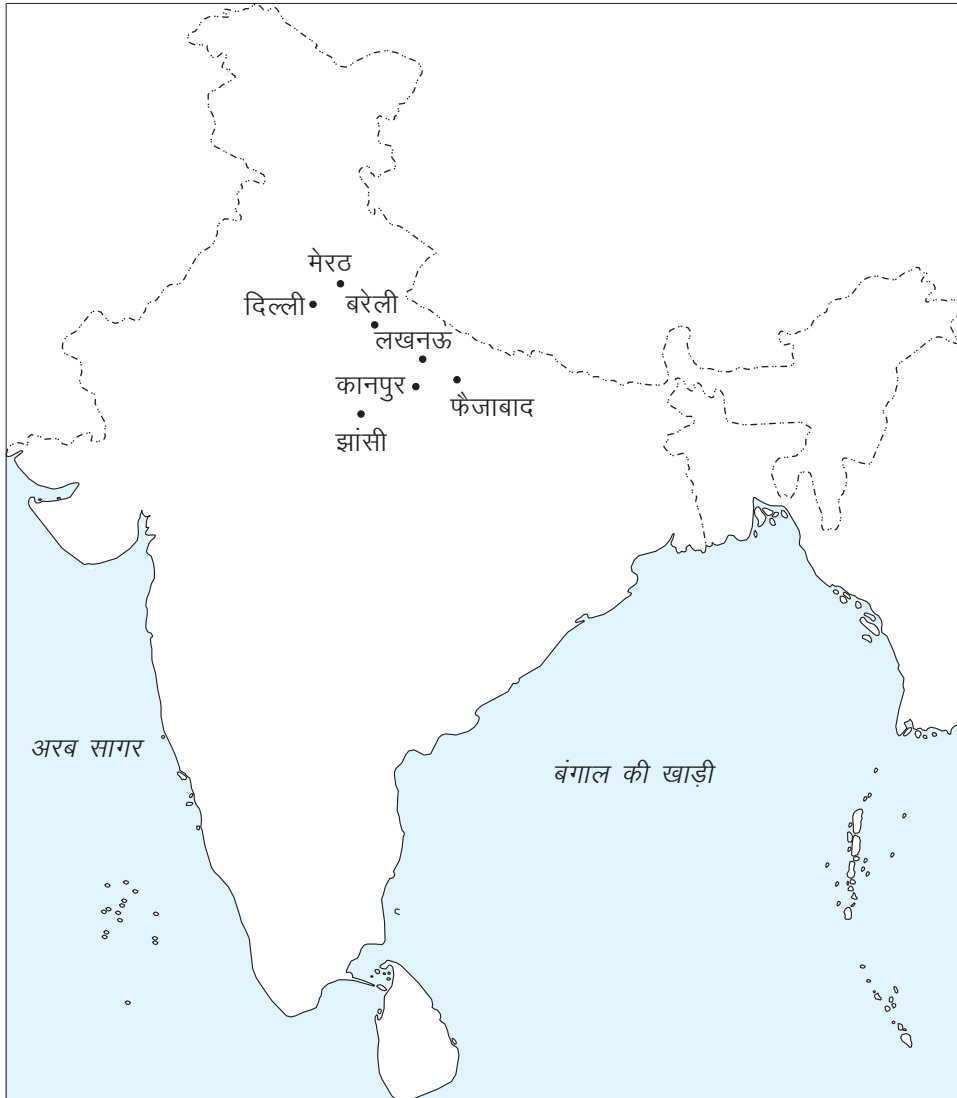 मेरठ
दिल्ली
बरेली
लखनऊ
कानपुर
फैजाबाद
झांसी
अरब सागर
बंगाल की खाड़ी